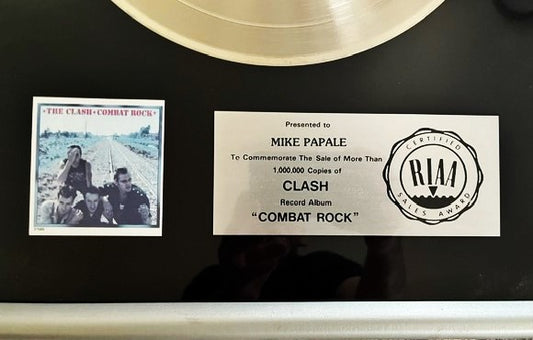 •THE CLASH•COMBAT ROCK•
Presented to
MIKE PAPALE
To Commemorate The Sale of More Than
1,000,000 Copies of
CLASH
Record Album
“COMBAT ROCK”
CERTIFIED
RIAA
SALES AWARD